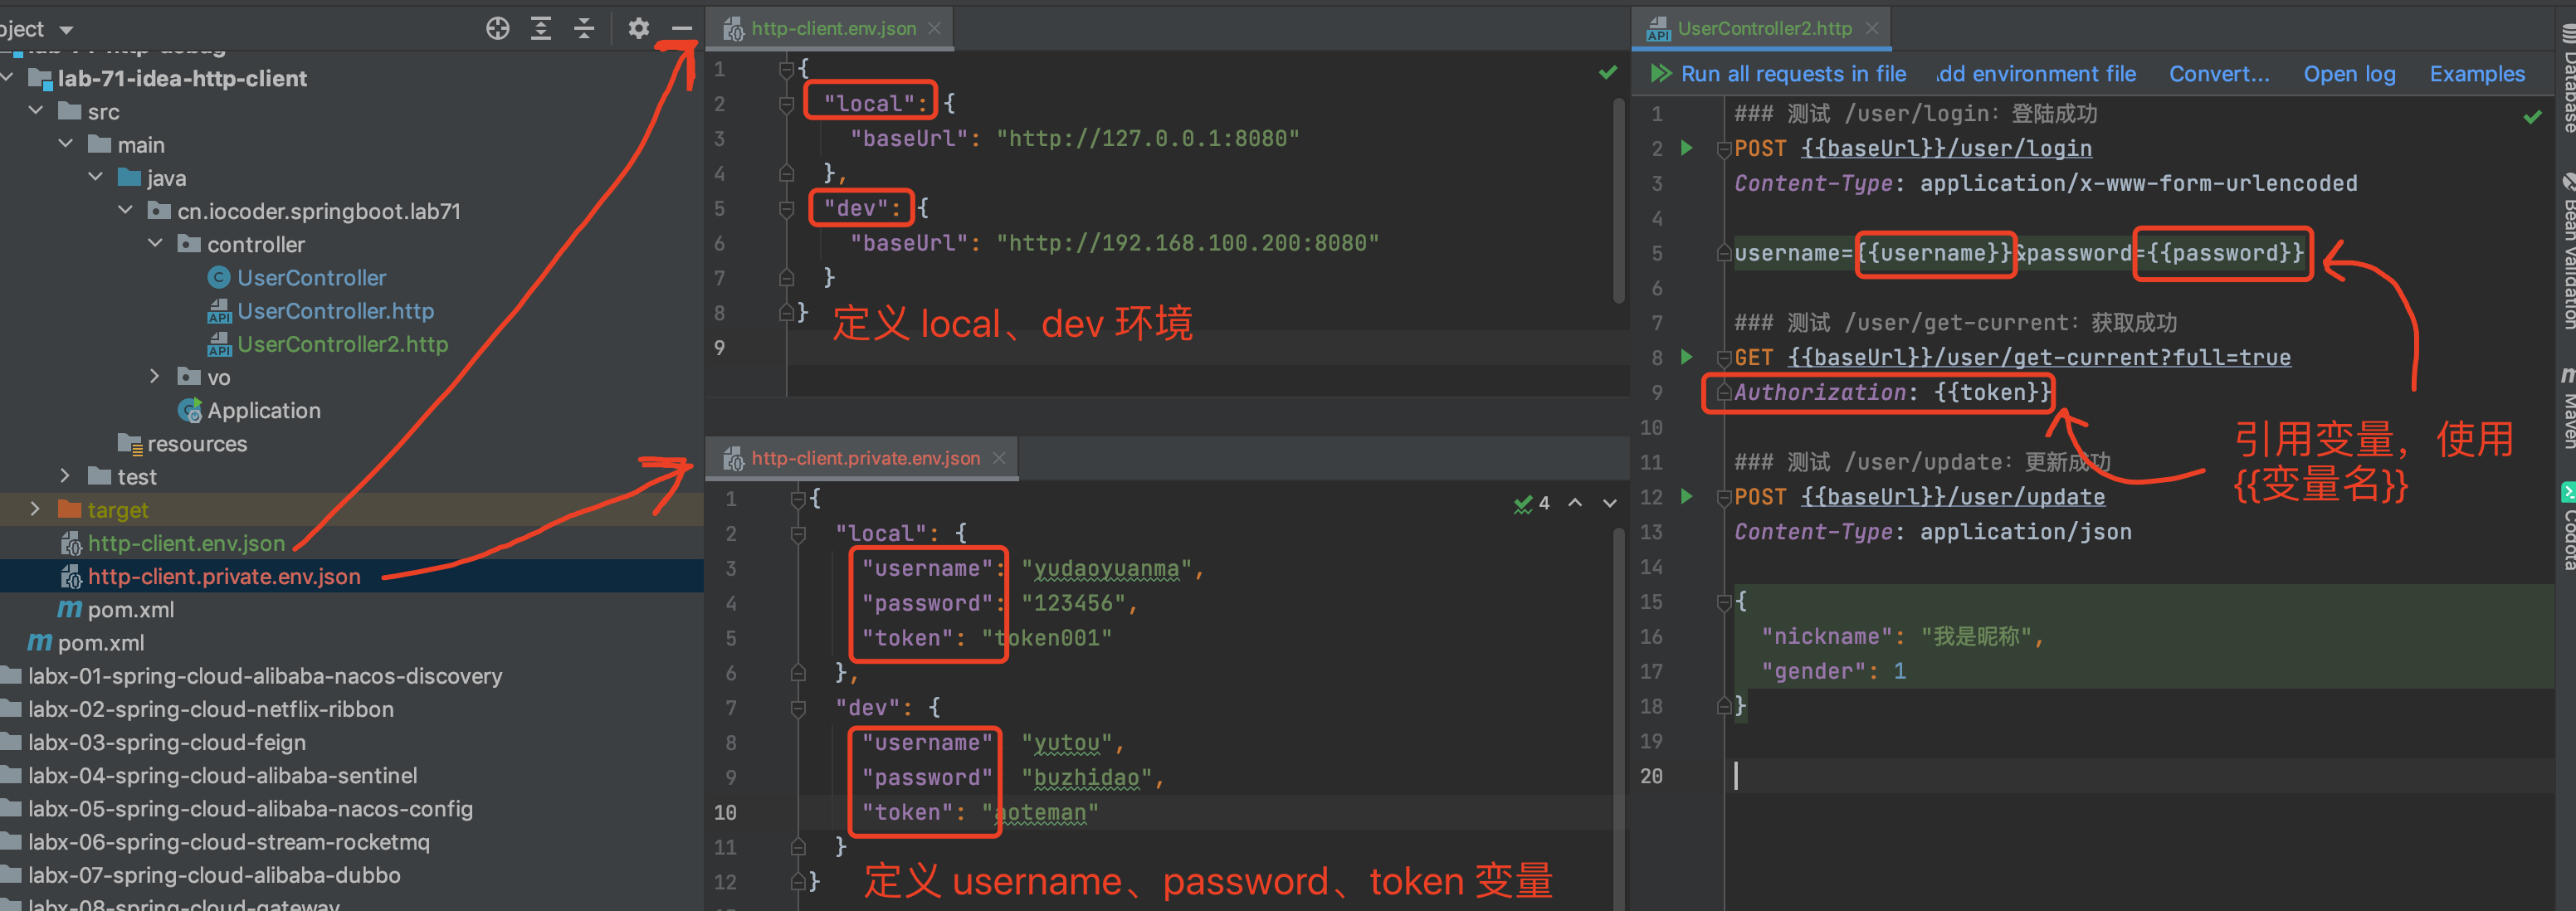 oject
lab-71-idea-http-client
src
main
java
cn.iocoder.springboot.lab71
controller
UserController
UserController.http
UserController2.http
vo
Application
resources
test
target
http-client.env.json
http-client.private.env.json
pom.xml
pom.xml
labx-01-spring-cloud-alibaba-nacos-discovery
labx-02-spring-cloud-netflix-ribbon
labx-03-spring-cloud-feign
labx-04-spring-cloud-alibaba-sentinel
labx-05-spring-cloud-alibaba-nacos-config
labx-06-spring-cloud-stream-rocketmq
labx-07-spring-cloud-alibaba-dubbo
labx-08-spring-cloud-gateway
http-client.env.json
1 {
2 "local": {
3 "baseUrl": "http://127.0.0.1:8080"
4 },
5 "dev": {
6 "baseUrl": "http://192.168.100.200:8080"
7 }
8 }
9
定义 local、dev 环境
http-client.private.env.json
4
1 {
2 "local": {
3 "username": "yudaoyuanma",
4 "password": "123456",
5 "token": "token001"
6 },
7 "dev": {
8 "username" "yutou",
9 "password" "buzhidao",
10 "token": "aoteman"
11 }
12 }
定义 username、password、token 变量
UserController2.http
Run all requests in file dd environment file Convert... Open log Examples
1 ### 测试 /user/login: 登陆成功
2 POST {{baseUrl}}/user/login
3 Content-Type: application/x-www-form-urlencoded
4
5 username={{username}}&password={{password}}
6
7 ### 测试 /user/get-current: 获取成功
8 GET {{baseUrl}}/user/get-current?full=true
9 Authorization: {{token}}
10
11 ### 测试 /user/update: 更新成功
12 POST {{baseUrl}}/user/update
13 Content-Type: application/json
14
15 {
16 "nickname": "我是昵称",
17 "gender": 1
18 }
19
20
引用变量，使用
{{变量名}}
Database
Bean Validation
Maven
Codota